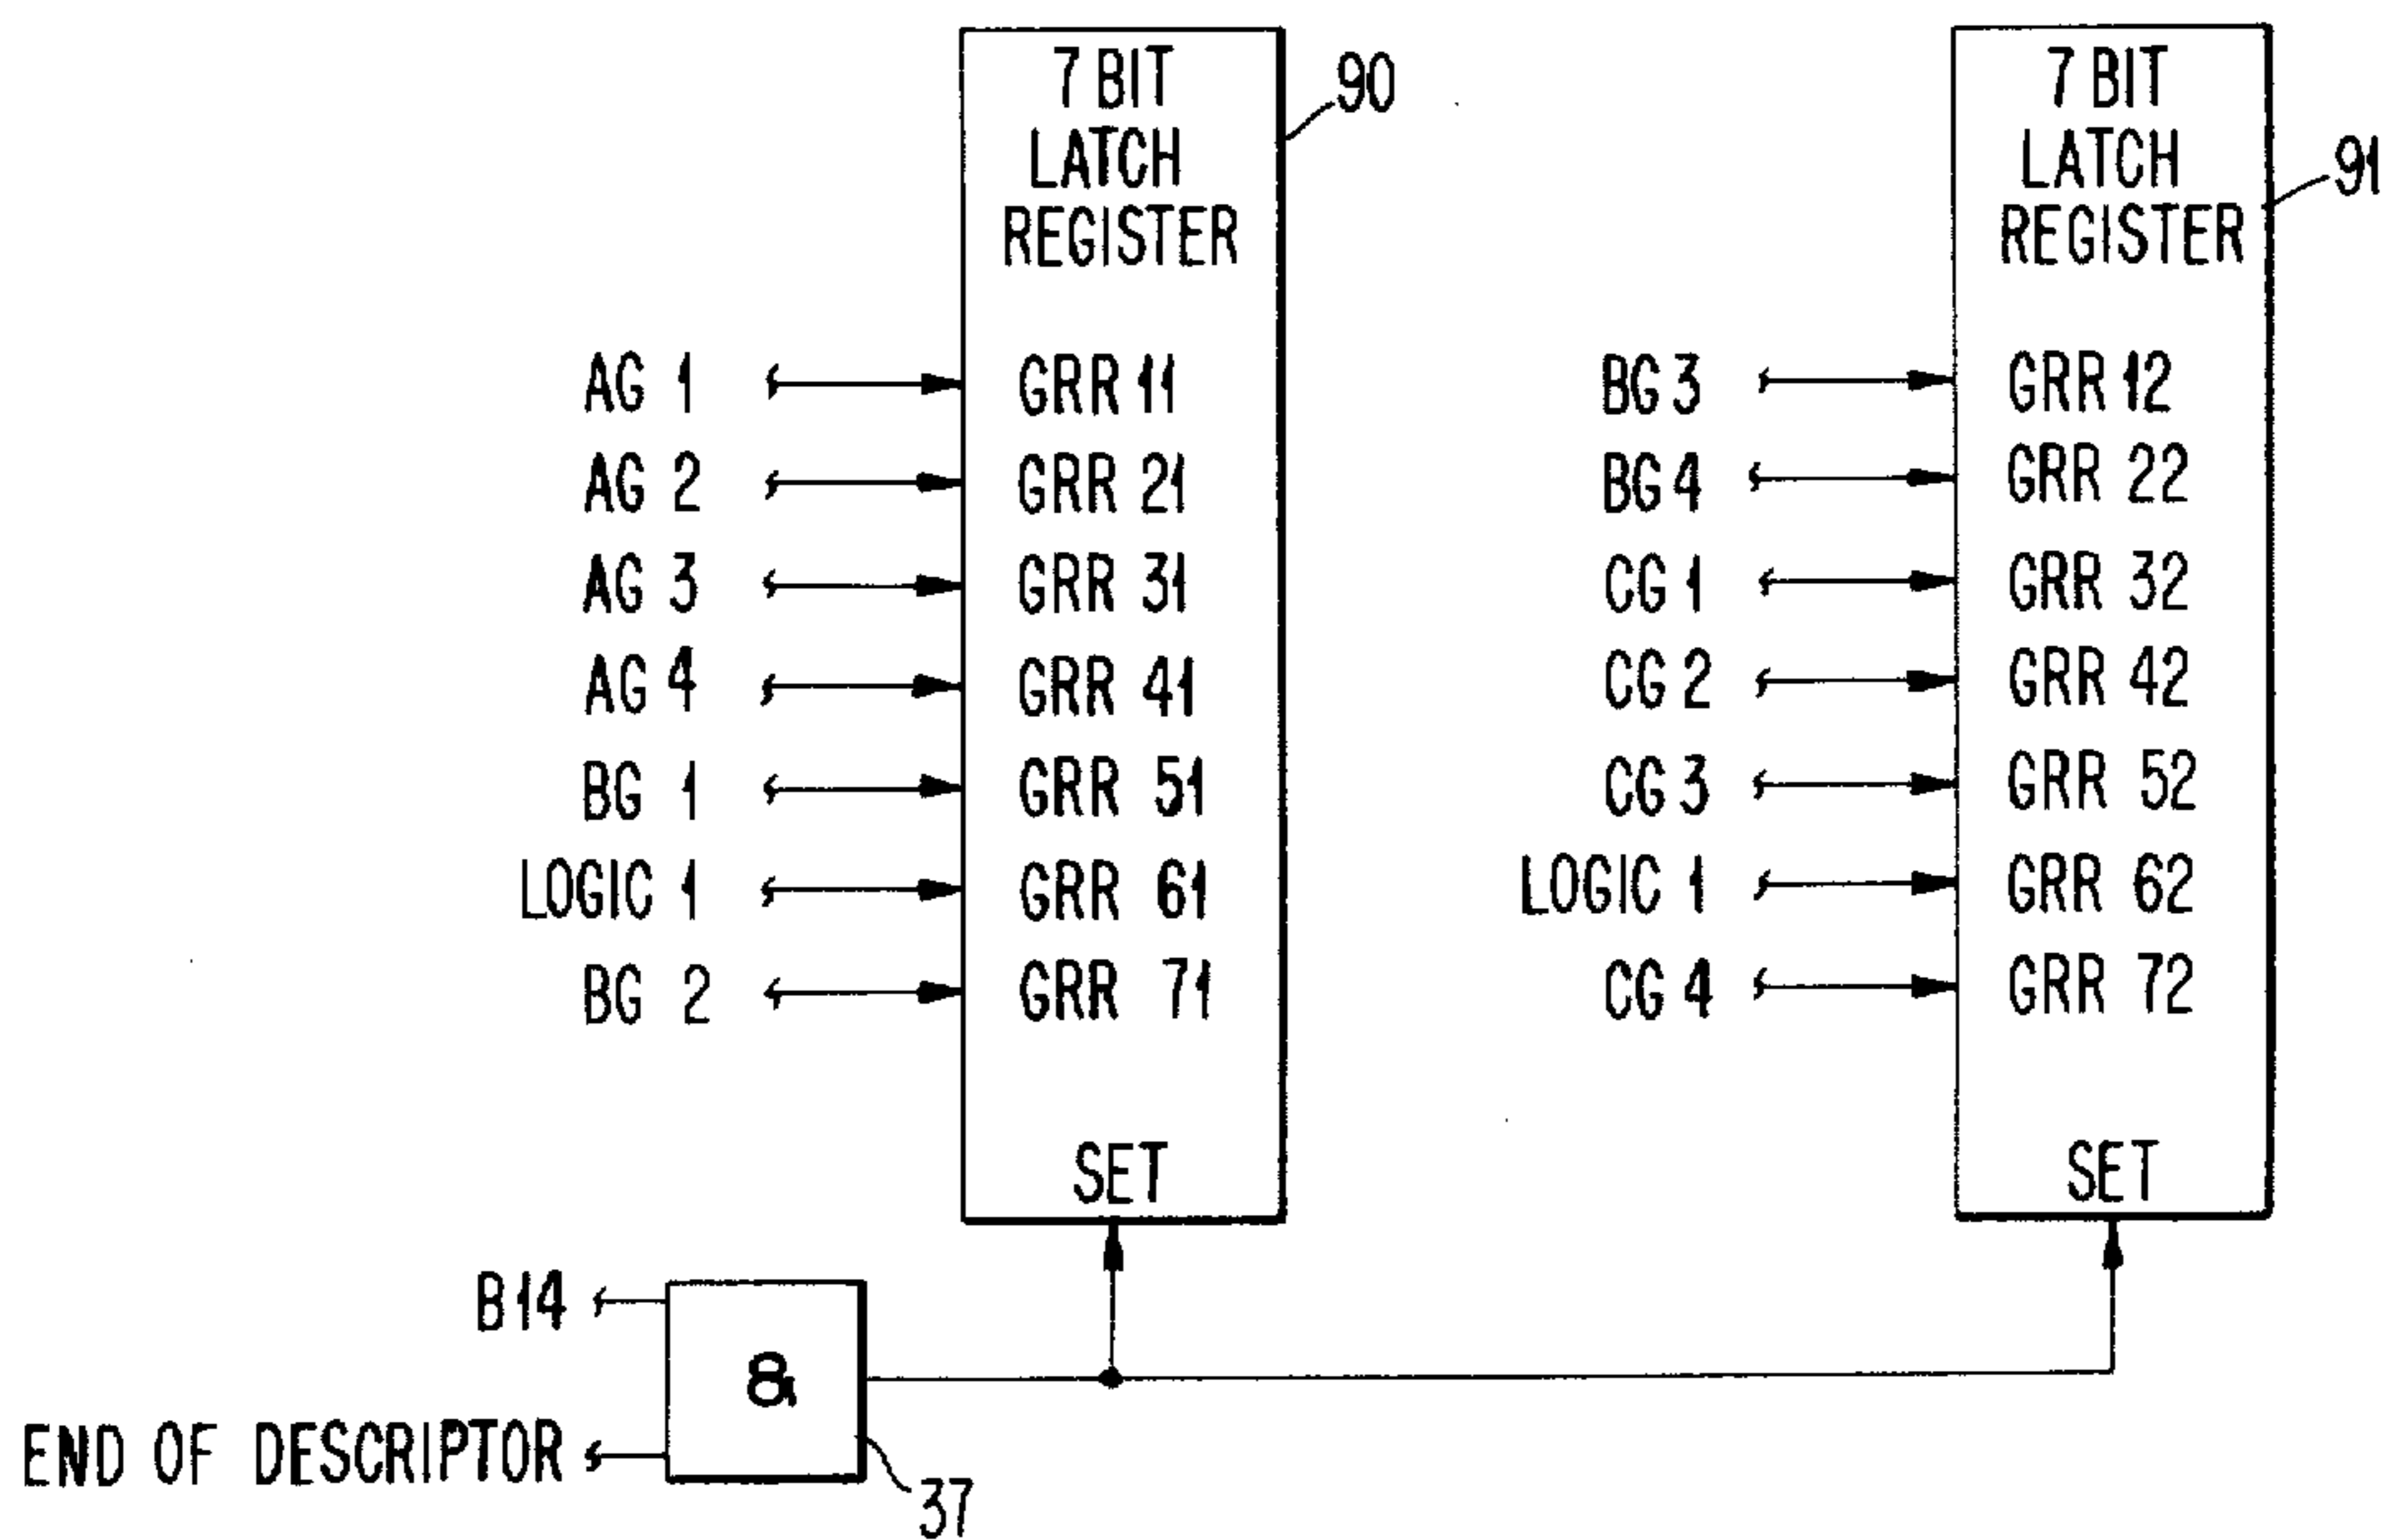 7 BIT
LATCH
REGISTER
90
AG 1
GRR 11
AG 2
GRR 21
AG 3
GRR 31
AG 4
GRR 41
BG 1
GRR 51
LOGIC 1
GRR 61
BG 2
GRR 71
SET
7 BIT
LATCH
REGISTER
91
BG 3
GRR 12
BG 4
GRR 22
CG 1
GRR 32
CG 2
GRR 42
CG 3
GRR 52
LOGIC 1
GRR 62
CG 4
GRR 72
SET
B14
&
END OF DESCRIPTOR
37